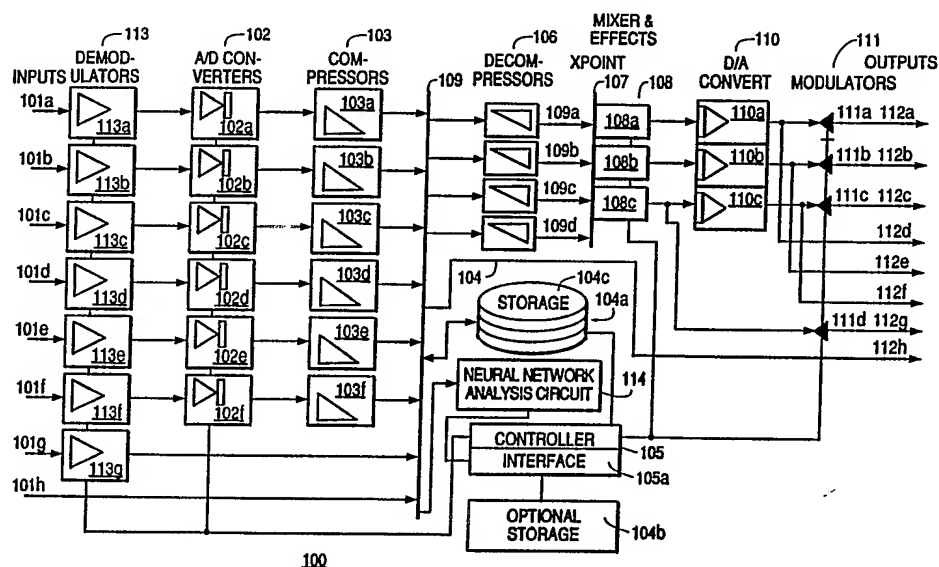 113
DEMOD-
ULATORS
102
A/D CON-
VERTERS
103
COM-
PRESSORS
106
DECOM-
PRESSORS
MIXER &
EFFECTS
XPOINT
110
D/A
CONVERT
111
MODULATORS
OUTPUTS
INPUTS
109
107
108
101a
113a
102a
103a
109a
108a
110a
111a
112a
101b
113b
102b
103b
109b
108b
110b
111b
112b
101c
113c
102c
103c
109c
108c
110c
111c
112c
109d
112d
101d
113d
102d
103d
104
104c
STORAGE
104a
112e
112f
101e
113e
102e
103e
111d
112g
112h
101f
113f
102f
103f
NEURAL NETWORK
ANALYSIS CIRCUIT
114
101g
113g
CONTROLLER
105
INTERFACE
105a
101h
OPTIONAL
STORAGE
104b
100